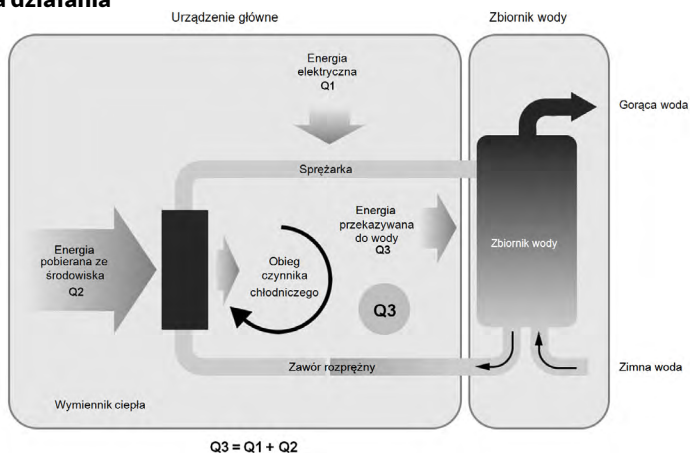 a działania
Urządzenie główne
Zbiornik wody
Energia
elektryczna
Q1
Gorąca woda
Sprężarka
Energia
przekazywana
do wody
Q3
Zbiornik wody
Energia
pobierana ze
środowiska
Q2
Obieg
czynnika
chłodniczego
Q3
Zawór rozprężny
Zimna woda
Wymiennik ciepła
Q3 = Q1 + Q2